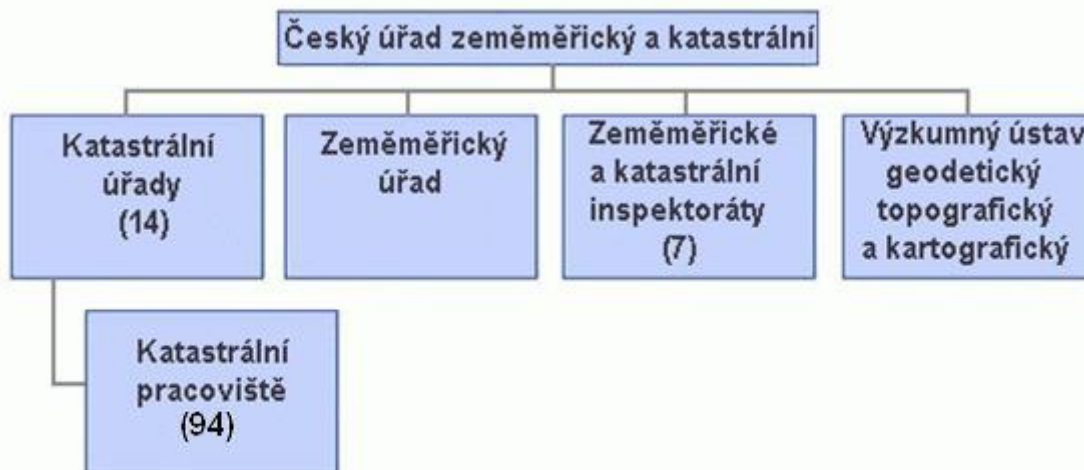 Český úřad zeměměřický a katastrální
Katastrální
úřady
(14)
Zeměměřický
úřad
Zeměměřické
a katastrální
inspektoráty
(7)
Výzkumný ústav
geodetický
topografický
a kartografický
Katastrální
pracoviště
(94)